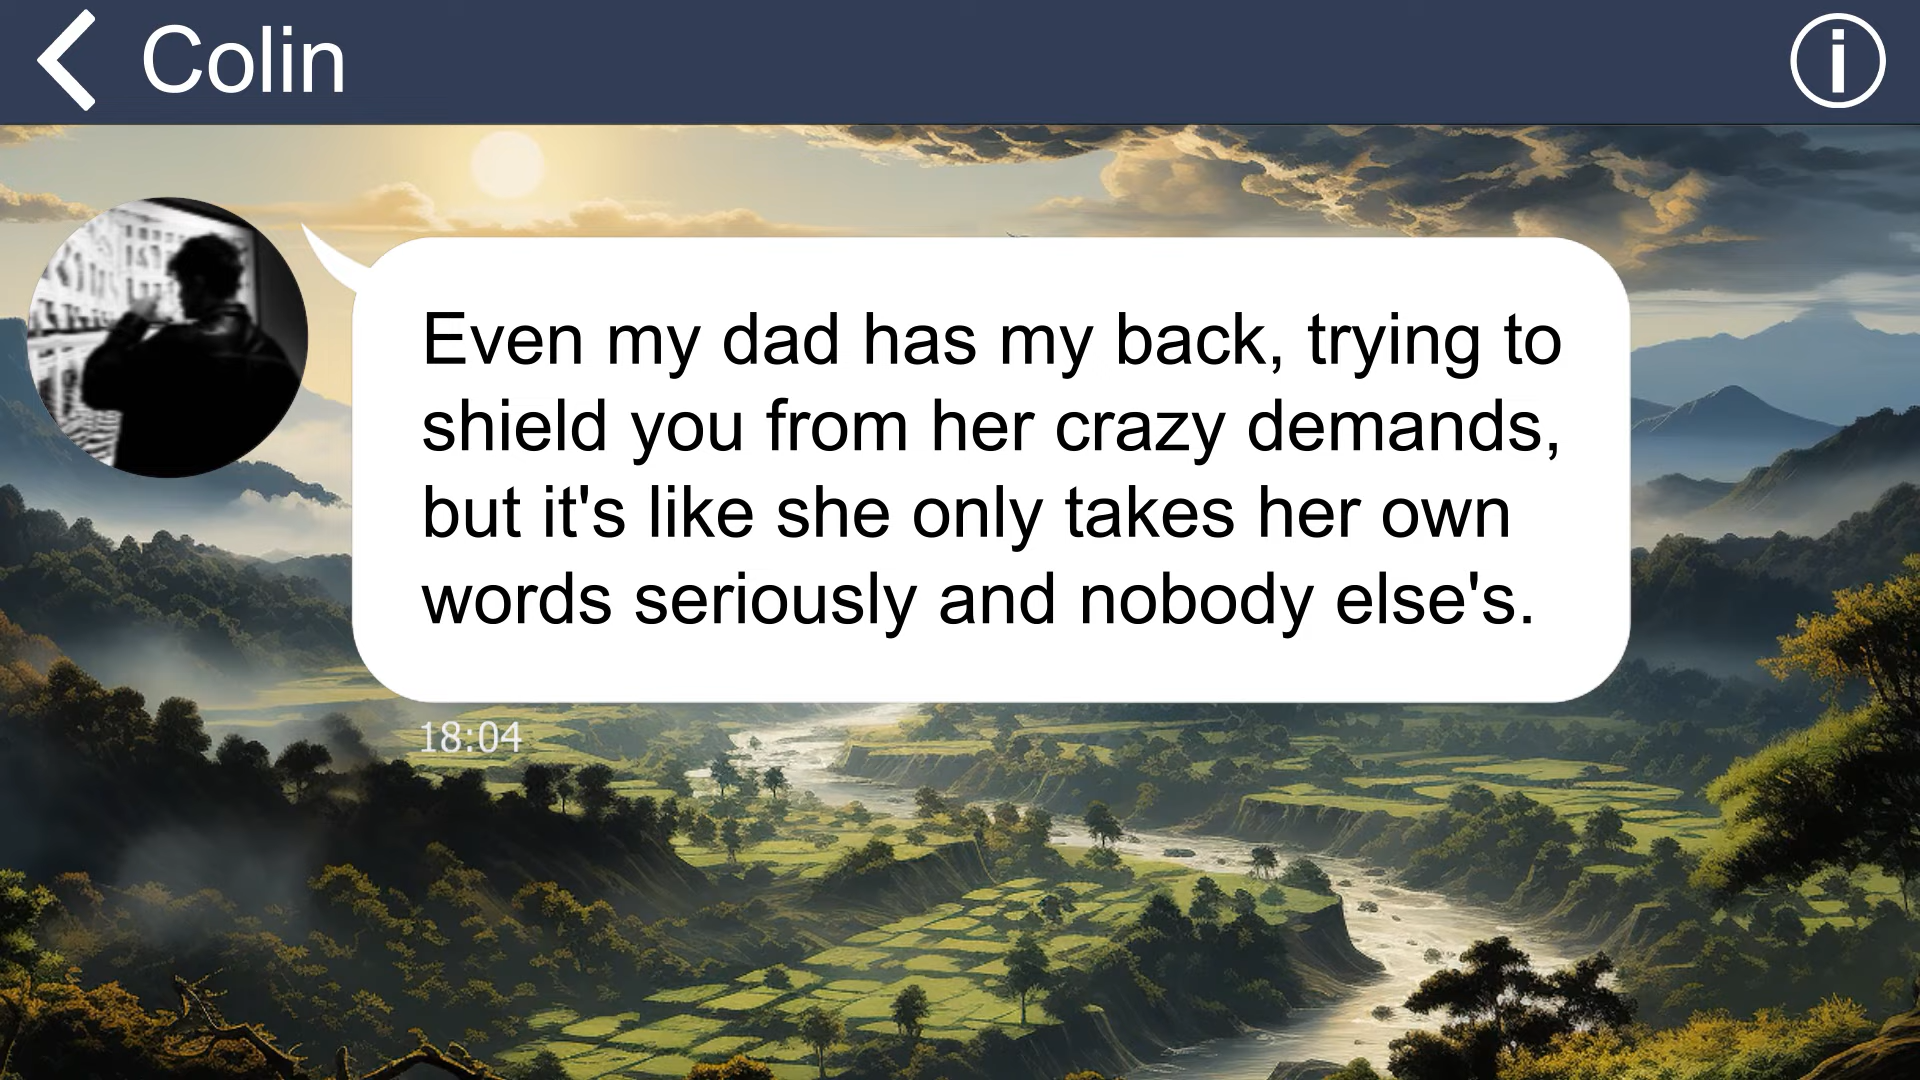 Colin
Even my dad has my back, trying to
shield you from her crazy demands,
but it's like she only takes her own
words seriously and nobody else's.
18:04